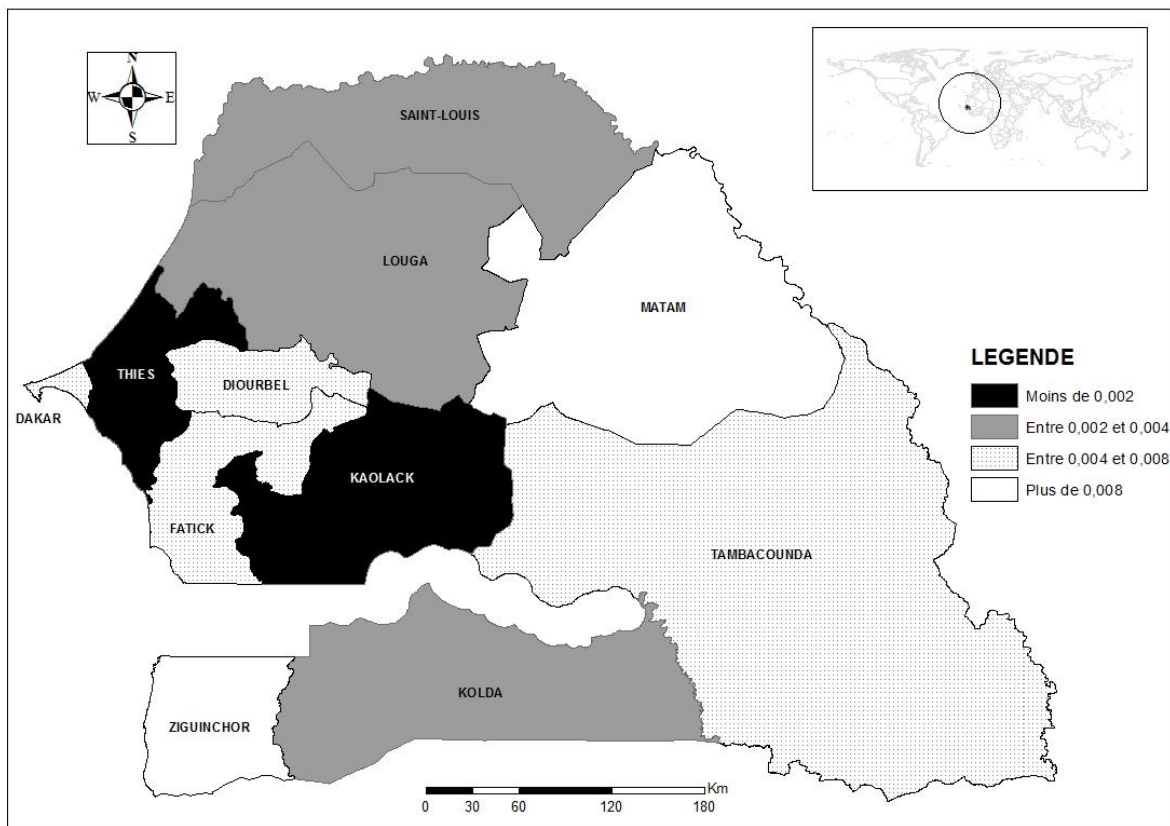 N
W E
S
SAINT-LOUIS
LOUGA
MATAM
THIES
DIOURBEL
DAKAR
KAOLACK
FATICK
TAMBACOUNDA
KOLDA
ZIGUINCHOR
LEGENDE
Moins de 0,002
Entre 0,002 et 0,004
Entre 0,004 et 0,008
Plus de 0,008
Km
0 30 60 120 180